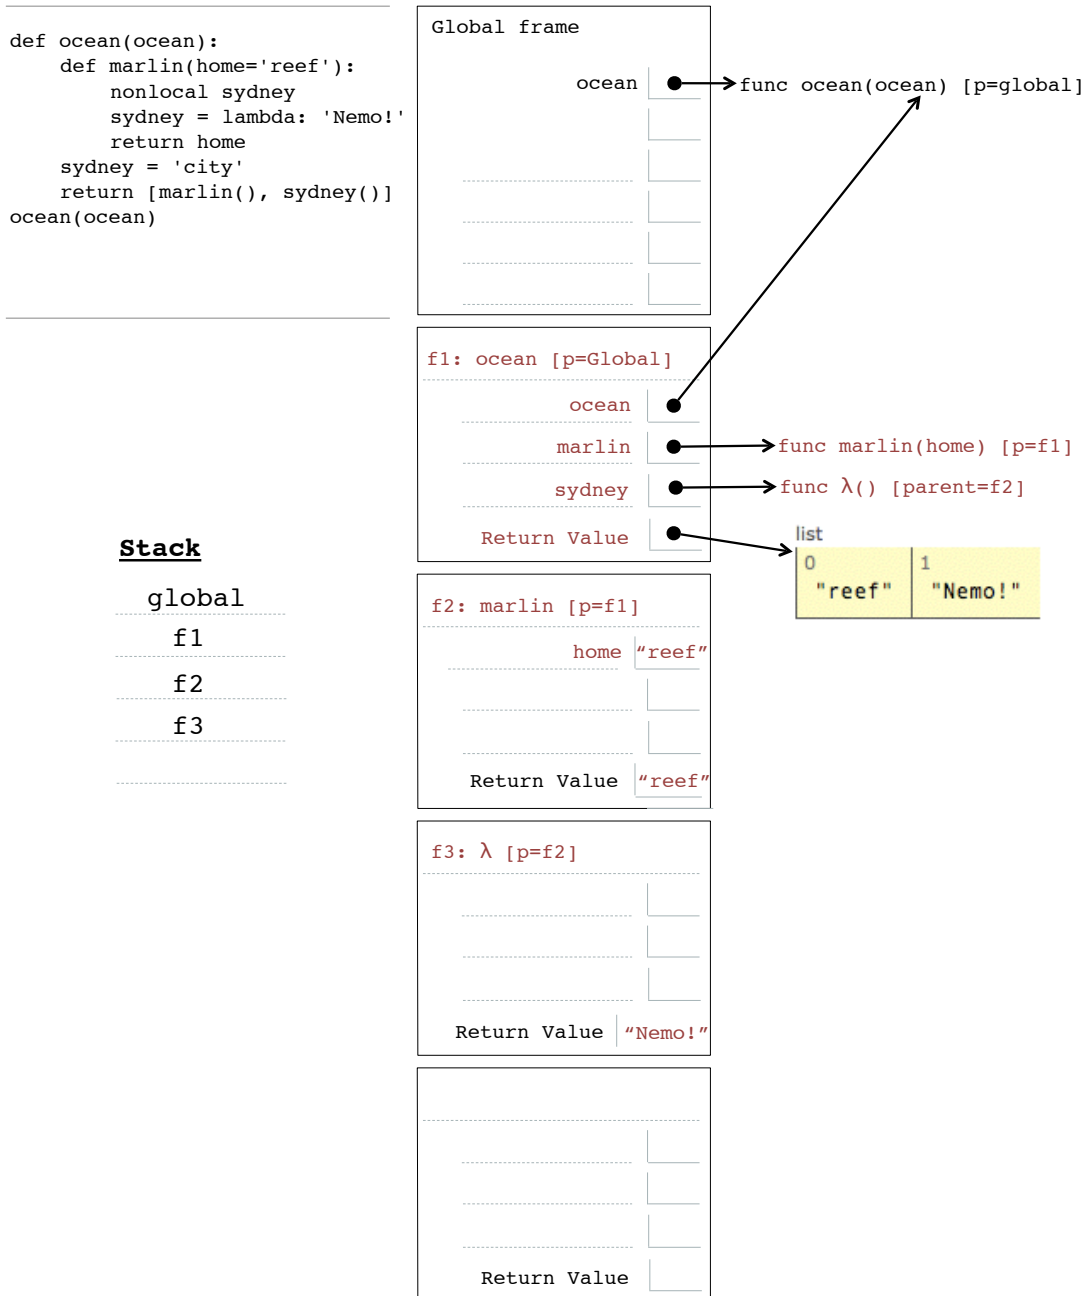 def ocean(ocean):
    def marlin(home='reef'):
        nonlocal sydney
        sydney = lambda: 'Nemo!'
        return home
    sydney = 'city'
    return [marlin(), sydney()]
ocean(ocean)
Global frame
ocean
func ocean(ocean) [p=global]
f1: ocean [p=Global]
ocean
marlin
func marlin(home) [p=f1]
sydney
func λ() [parent=f2]
Return Value
list
0
1
"reef"
"Nemo!"
Stack
global
f1
f2
f3
f2: marlin [p=f1]
home
“reef”
Return Value
“reef”
f3: λ [p=f2]
Return Value
“Nemo!”
Return Value